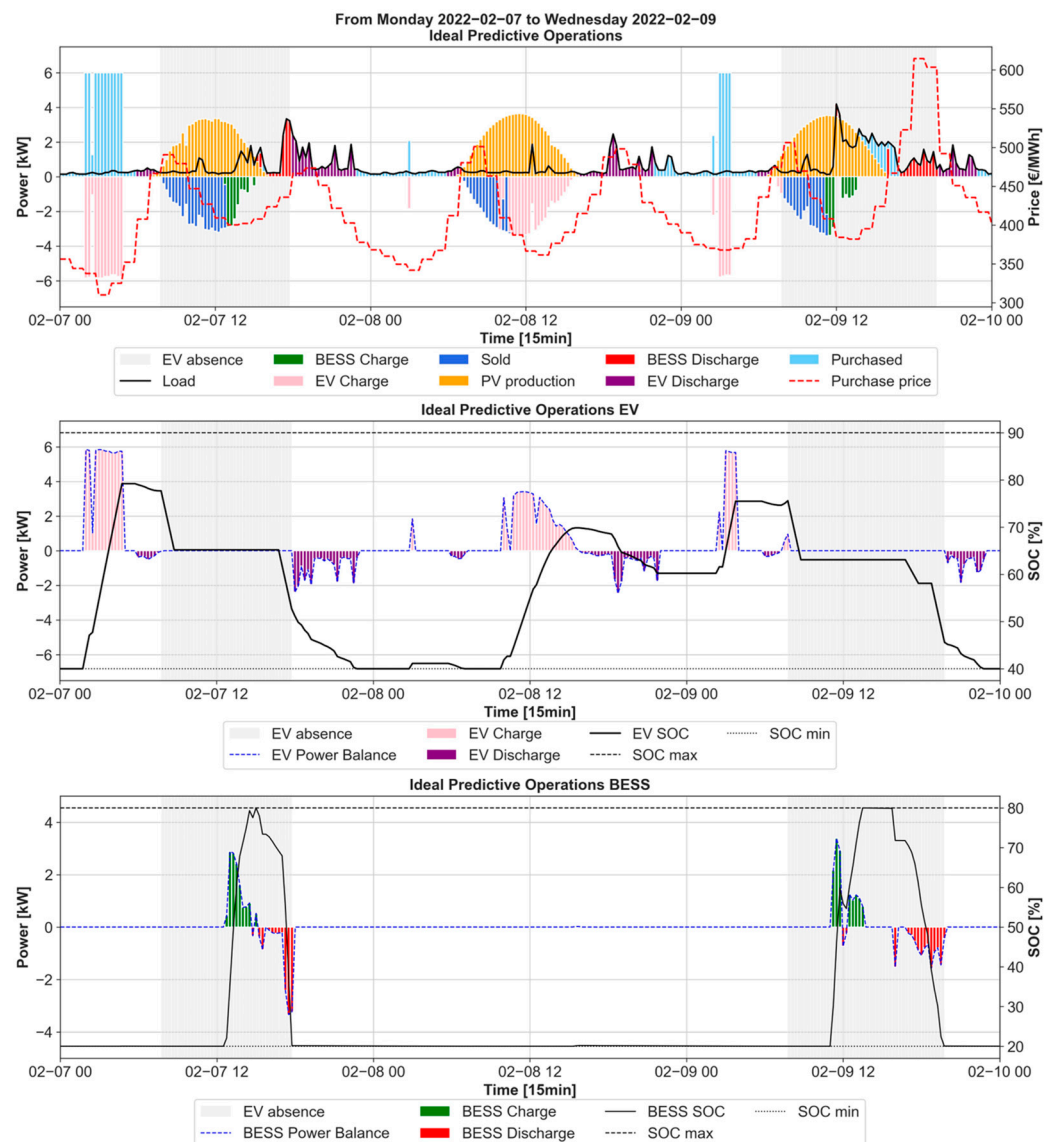 From Monday 2022−02−07 to Wednesday 2022−02−09
Ideal Predictive Operations
6
4
2
0
−2
−4
−6
Power [kW]
600
550
500
450
400
350
300
Price [€/MWh]
02−07 00 02−07 12 02−08 00 02−08 12 02−09 00 02−09 12 02−10 00
Time [15min]
EV absence BESS Charge Sold BESS Discharge Purchased
Load EV Charge PV production EV Discharge Purchase price
Ideal Predictive Operations EV
6
4
2
0
−2
−4
−6
Power [kW]
90
80
70
60
50
40
SOC [%]
02−07 00 02−07 12 02−08 00 02−08 12 02−09 00 02−09 12 02−10 00
Time [15min]
EV absence EV Charge EV SOC SOC min
EV Power Balance EV Discharge SOC max
Ideal Predictive Operations BESS
4
2
0
−2
−4
Power [kW]
80
70
60
50
40
30
20
SOC [%]
02−07 00 02−07 12 02−08 00 02−08 12 02−09 00 02−09 12 02−10 00
Time [15min]
EV absence BESS Charge BESS SOC SOC min
BESS Power Balance BESS Discharge SOC max